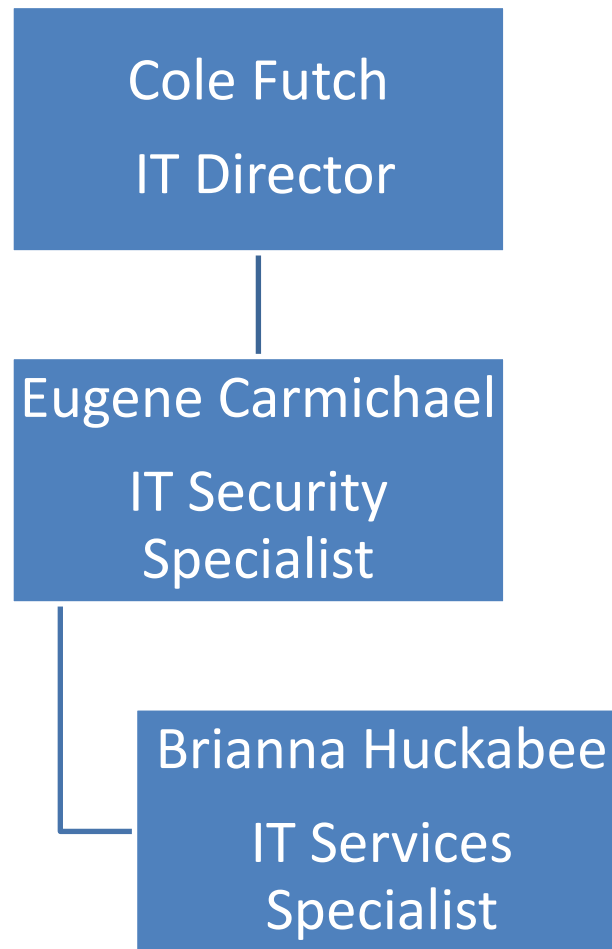 Cole Futch
IT Director
Eugene Carmichael
IT Security
Specialist
Brianna Huckabee
IT Services
Specialist